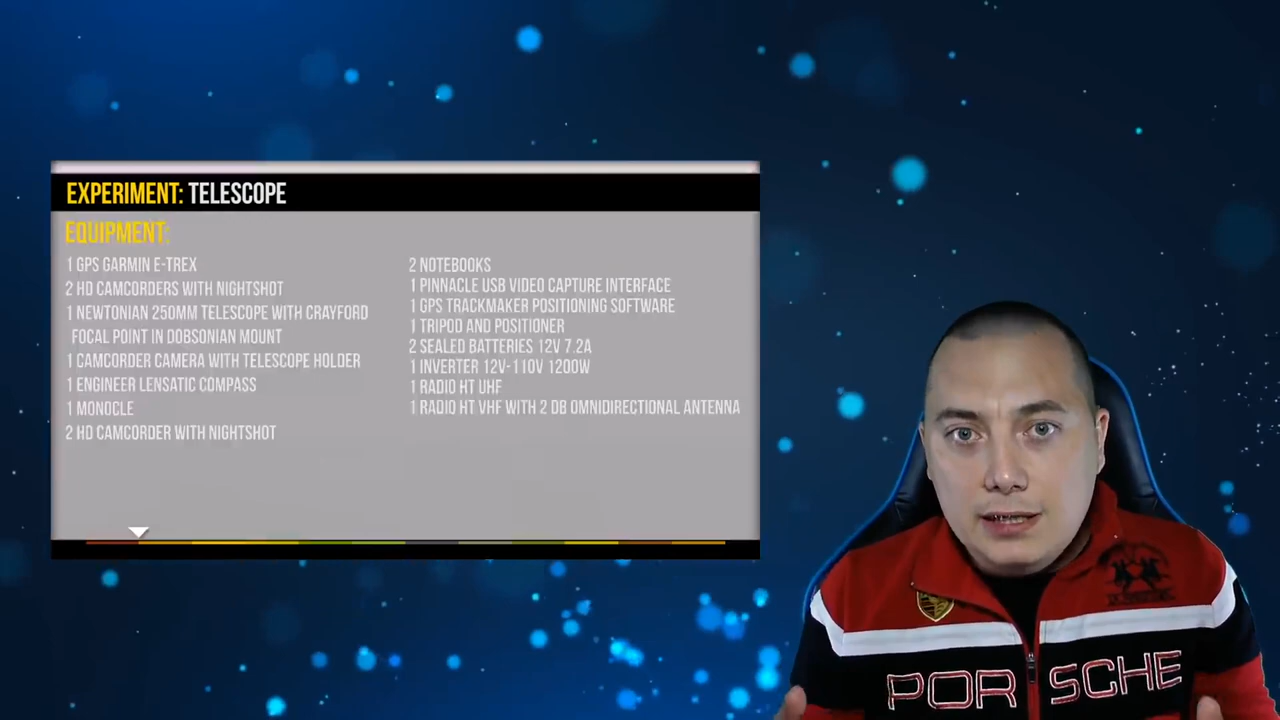 EXPERIMENT: TELESCOPE
EQUIPMENT:
1 GPS GARMIN E-TREX
2 HD CAMCORDERS WITH NIGHTSHOT
1 NEWTONIAN 250MM TELESCOPE WITH CRAYFORD
FOCAL POINT IN DOBSONIAN MOUNT
1 CAMCORDER CAMERA WITH TELESCOPE HOLDER
1 ENGINEER LENSATIC COMPASS
1 MONOCLE
2 HD CAMCORDER WITH NIGHTSHOT
2 NOTEBOOKS
1 PINNACLE USB VIDEO CAPTURE INTERFACE
1 GPS TRACKMAKER POSITIONING SOFTWARE
1 TRIPOD AND POSITIONER
2 SEALED BATTERIES 12V 7.2A
1 INVERTER 12V-110V 1200W
1 RADIO HT UHF
1 RADIO HT VHF WITH 2 DB OMNIDIRECTIONAL ANTENNA
PORSCHE